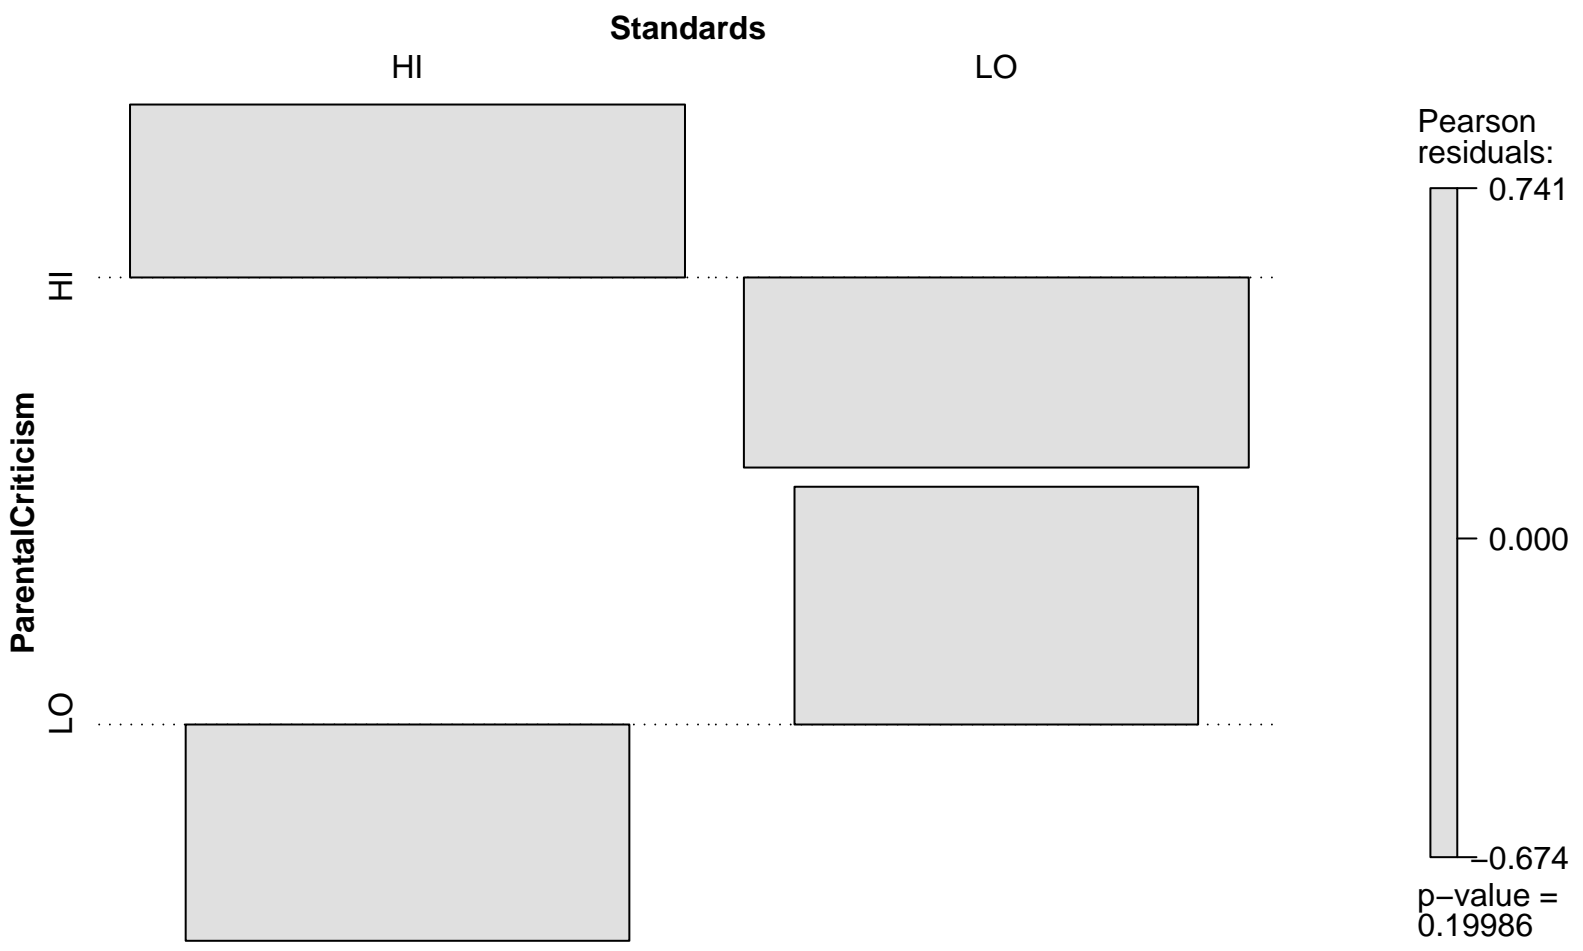 Standards
HI
LO
HI
LO
ParentalCriticism
Pearson
residuals:
0.741
0.000
−0.674
p−value =
0.19986